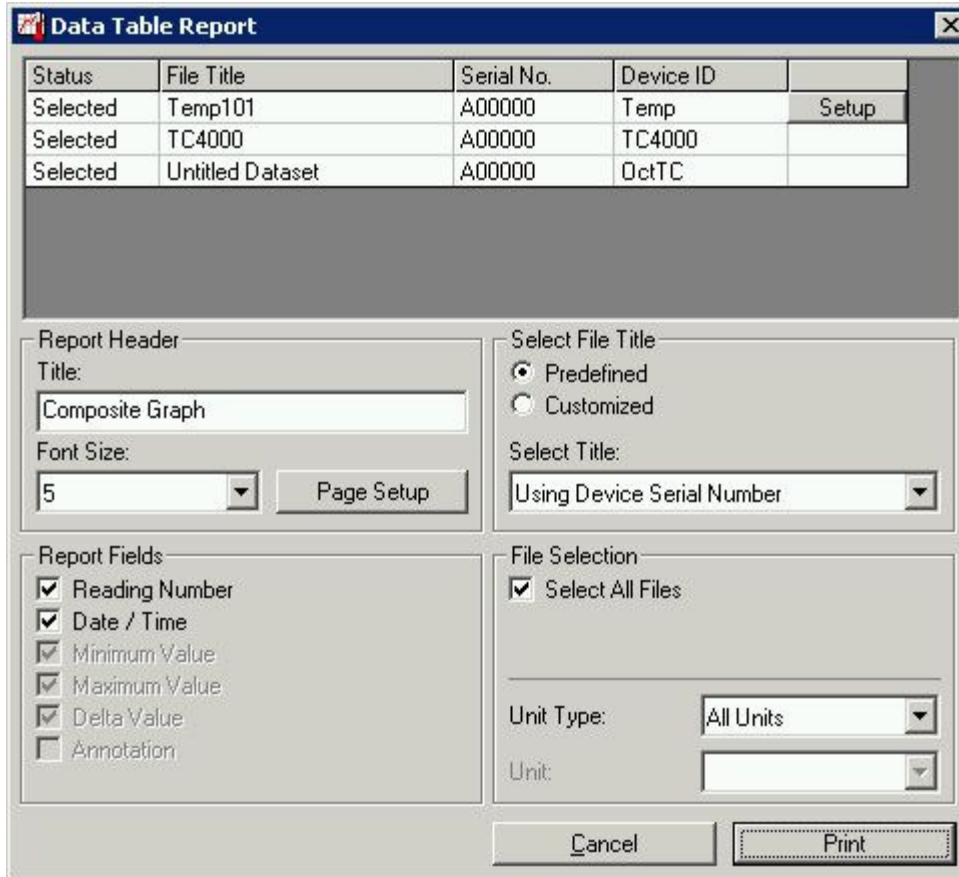 Data Table Report
Status File Title Serial No. Device ID
Selected Temp101 A00000 Temp Setup
Selected TC4000 A00000 TC4000
Selected Untitled Dataset A00000 OctTC
Report Header
Title:
Composite Graph
Font Size:
5 Page Setup
Select File Title
Predefined
Customized
Select Title:
Using Device Serial Number
Report Fields
Reading Number
Date / Time
Minimum Value
Maximum Value
Delta Value
Annotation
File Selection
Select All Files
Unit Type: All Units
Unit:
Cancel Print